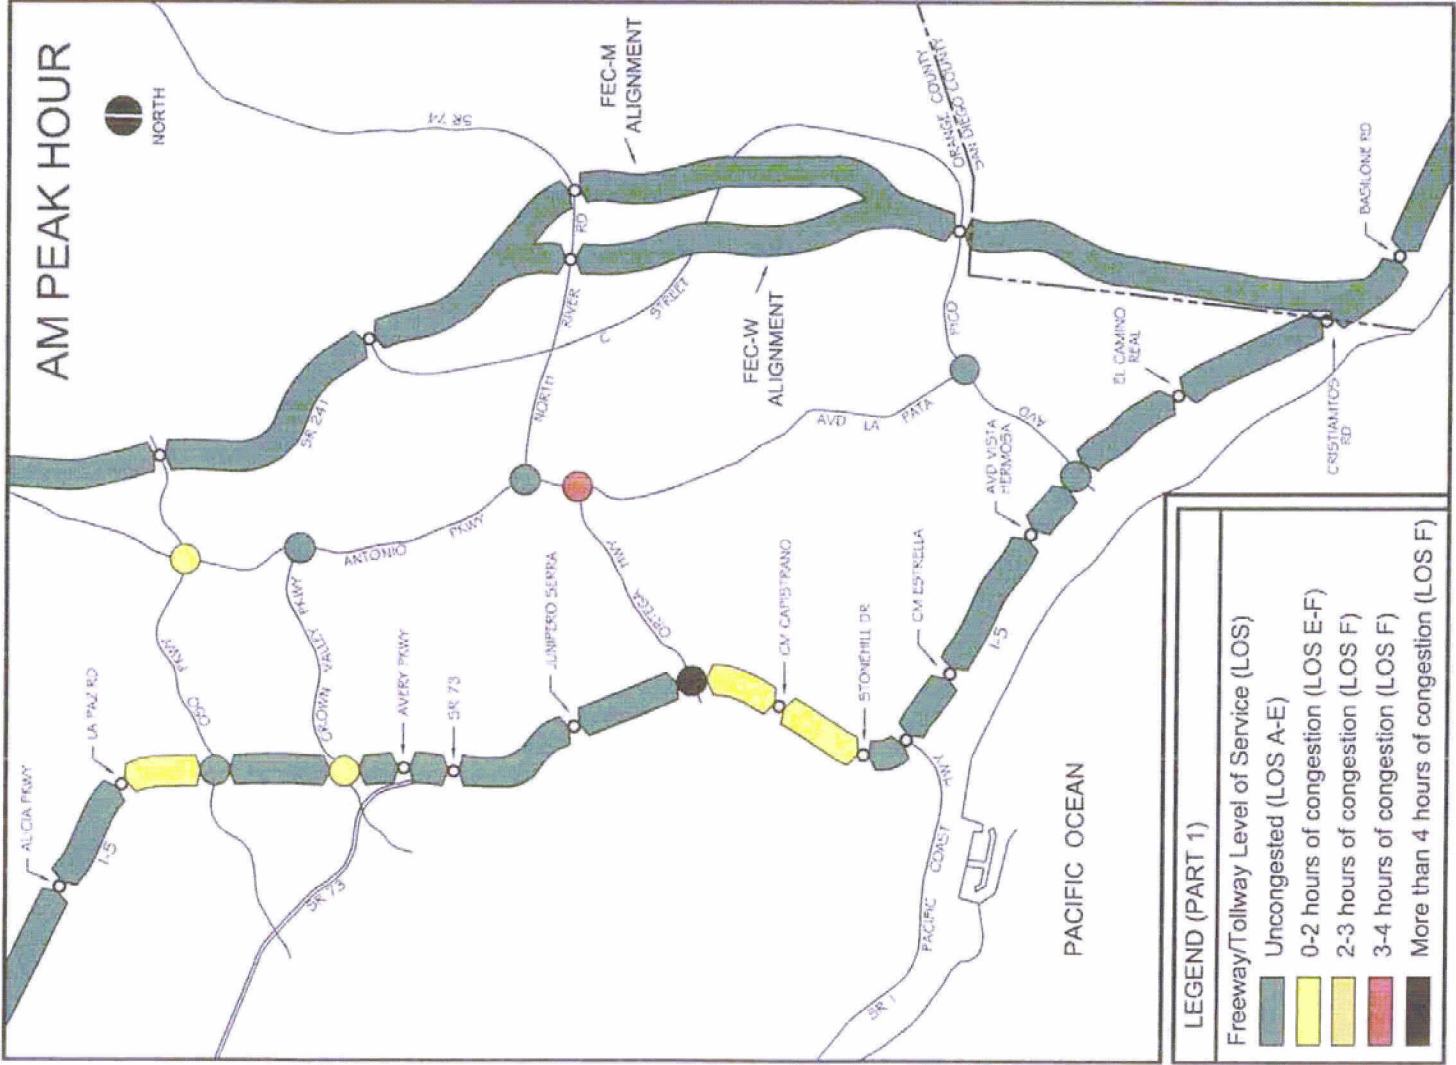 AM PEAK HOUR
NORTH
SR 74
FEC-M
ALIGNMENT
ORANGE COUNTY
SAN DIEGO COUNTY
BASILONE RD
SR 241
NORTH
RIVER
RD
C
STREET
FEC-W
ALIGNMENT
PICO
AVD
AVD LA PATA
EL CAMINO
REAL
CRISTIANITOS
RD
AVD VISTA
HERMOSA
ANTONIO
PKWY
OSO PKWY
CROWN VALLEY PKWY
ORTEGA HWY
ALICIA PKWY
LA PAZ RD
I-5
AVERY PKWY
SR 73
JUNIPERO SERRA
CM CAPISTRANO
STONEHILL DR
CM ESTRELLA
I-5
SR 73
PACIFIC COAST HWY
SR 1
PACIFIC OCEAN
LEGEND (PART 1)
Freeway/Tollway Level of Service (LOS)
Uncongested (LOS A-E)
0-2 hours of congestion (LOS E-F)
2-3 hours of congestion (LOS F)
3-4 hours of congestion (LOS F)
More than 4 hours of congestion (LOS F)